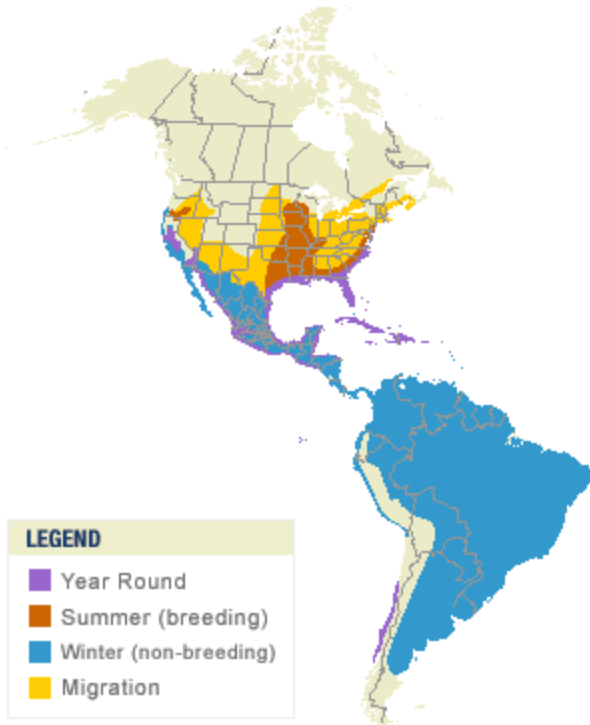 LEGEND
Year Round
Summer (breeding)
Winter (non-breeding)
Migration